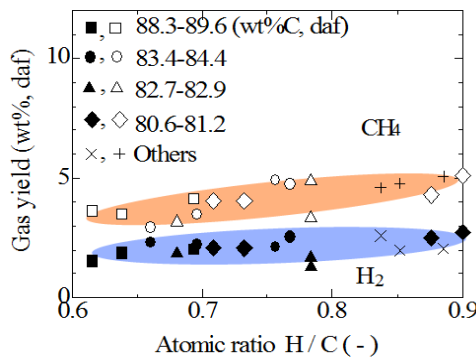 10
5
0
Gas yield (wt%, daf)
■, □ 88.3-89.6 (wt%C, daf)
●, ○ 83.4-84.4
▲, △ 82.7-82.9
◆, ◇ 80.6-81.2
×, + Others
CH4
H2
0.6 0.7 0.8 0.9
Atomic ratio H / C ( - )